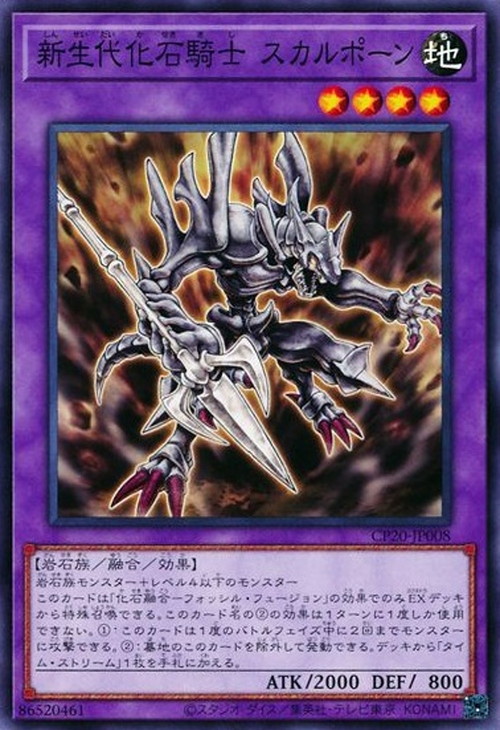 新生代化石騎士 スカルポーン 地
CP20-JP008
【岩石族/融合/効果】
岩石族モンスター+レベル4以下のモンスター
このカードは「化石融合-フォッシル・フュージョン」の効果でのみEXデッキ
から特殊召喚できる。このカード名の②の効果は1ターンに1度しか使用
できない。①:このカードは1度のバトルフェイズ中に2回までモンスター
に攻撃できる。②:墓地のこのカードを除外して発動できる。デッキから「タイ
ム・ストリーム」1枚を手札に加える。
ATK/2000 DEF/ 800
86520461 ©スタジオ・ダイス/集英社・テレビ東京・KONAMI